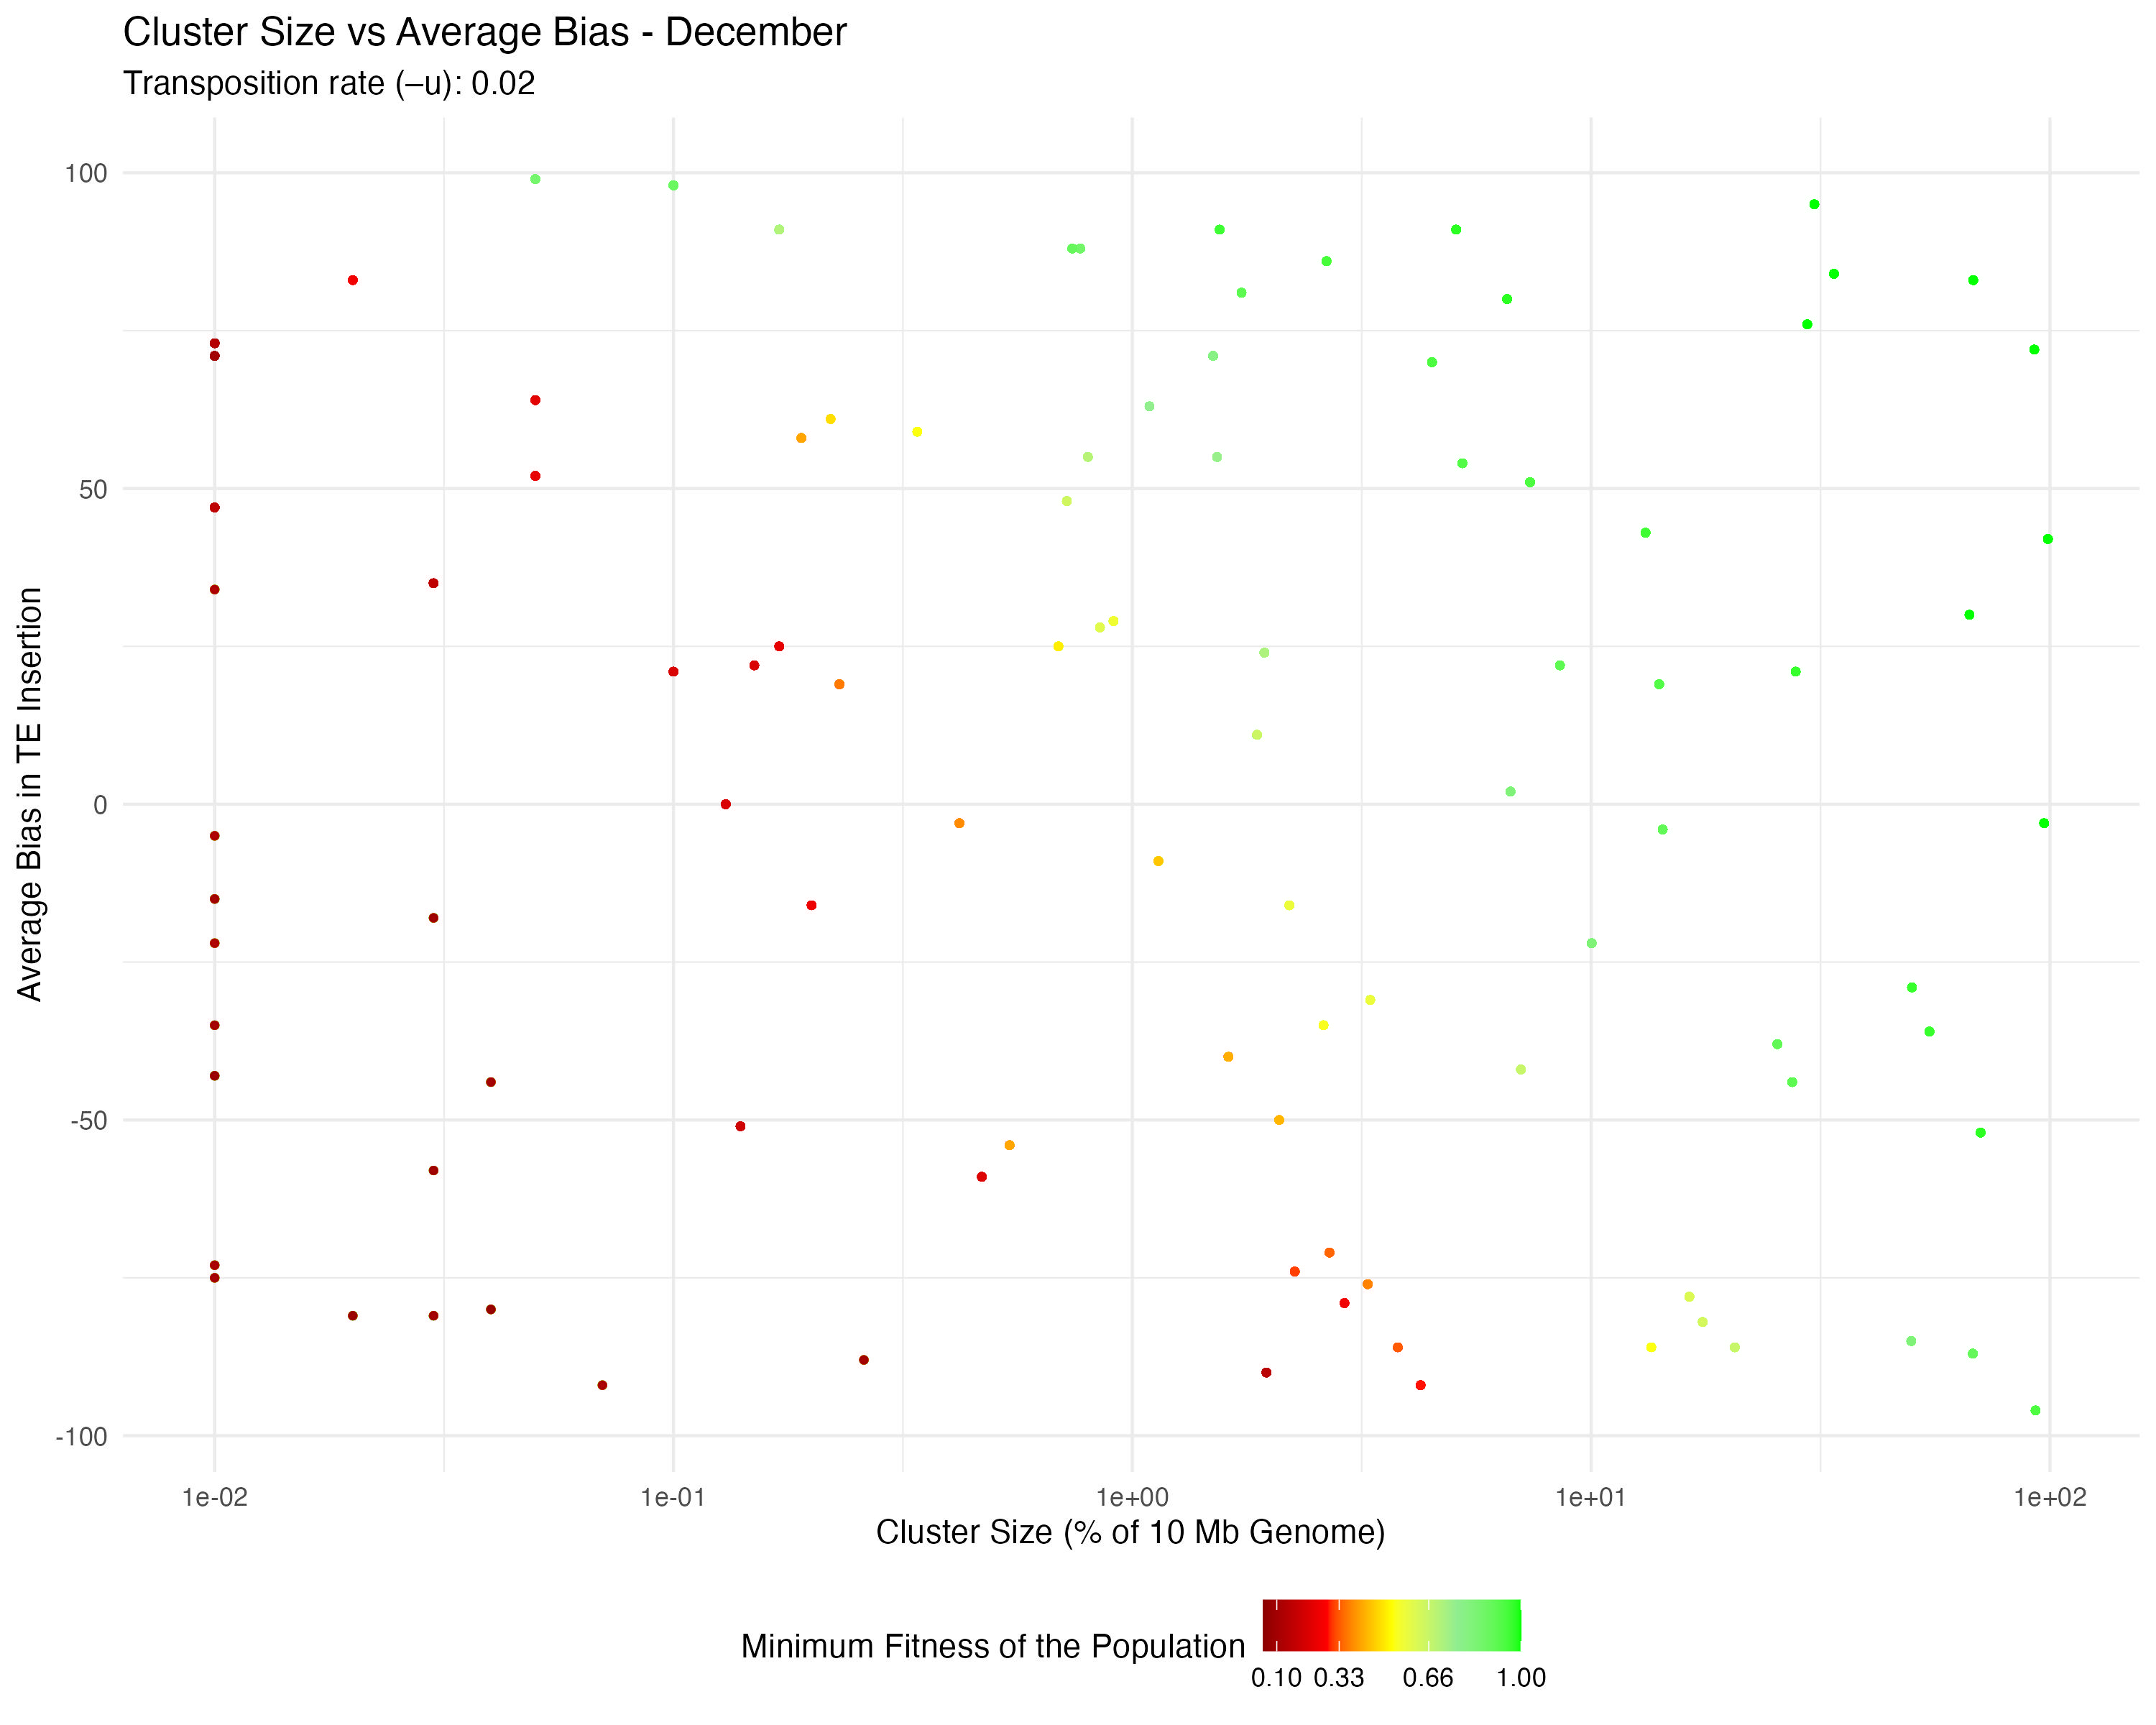 Cluster Size vs Average Bias - December
Transposition rate (−u): 0.02
Average Bias in TE Insertion
100
50
0
-50
-100
1e-02 1e-01 1e+00 1e+01 1e+02
Cluster Size (% of 10 Mb Genome)
Minimum Fitness of the Population
0.10 0.33 0.66 1.00